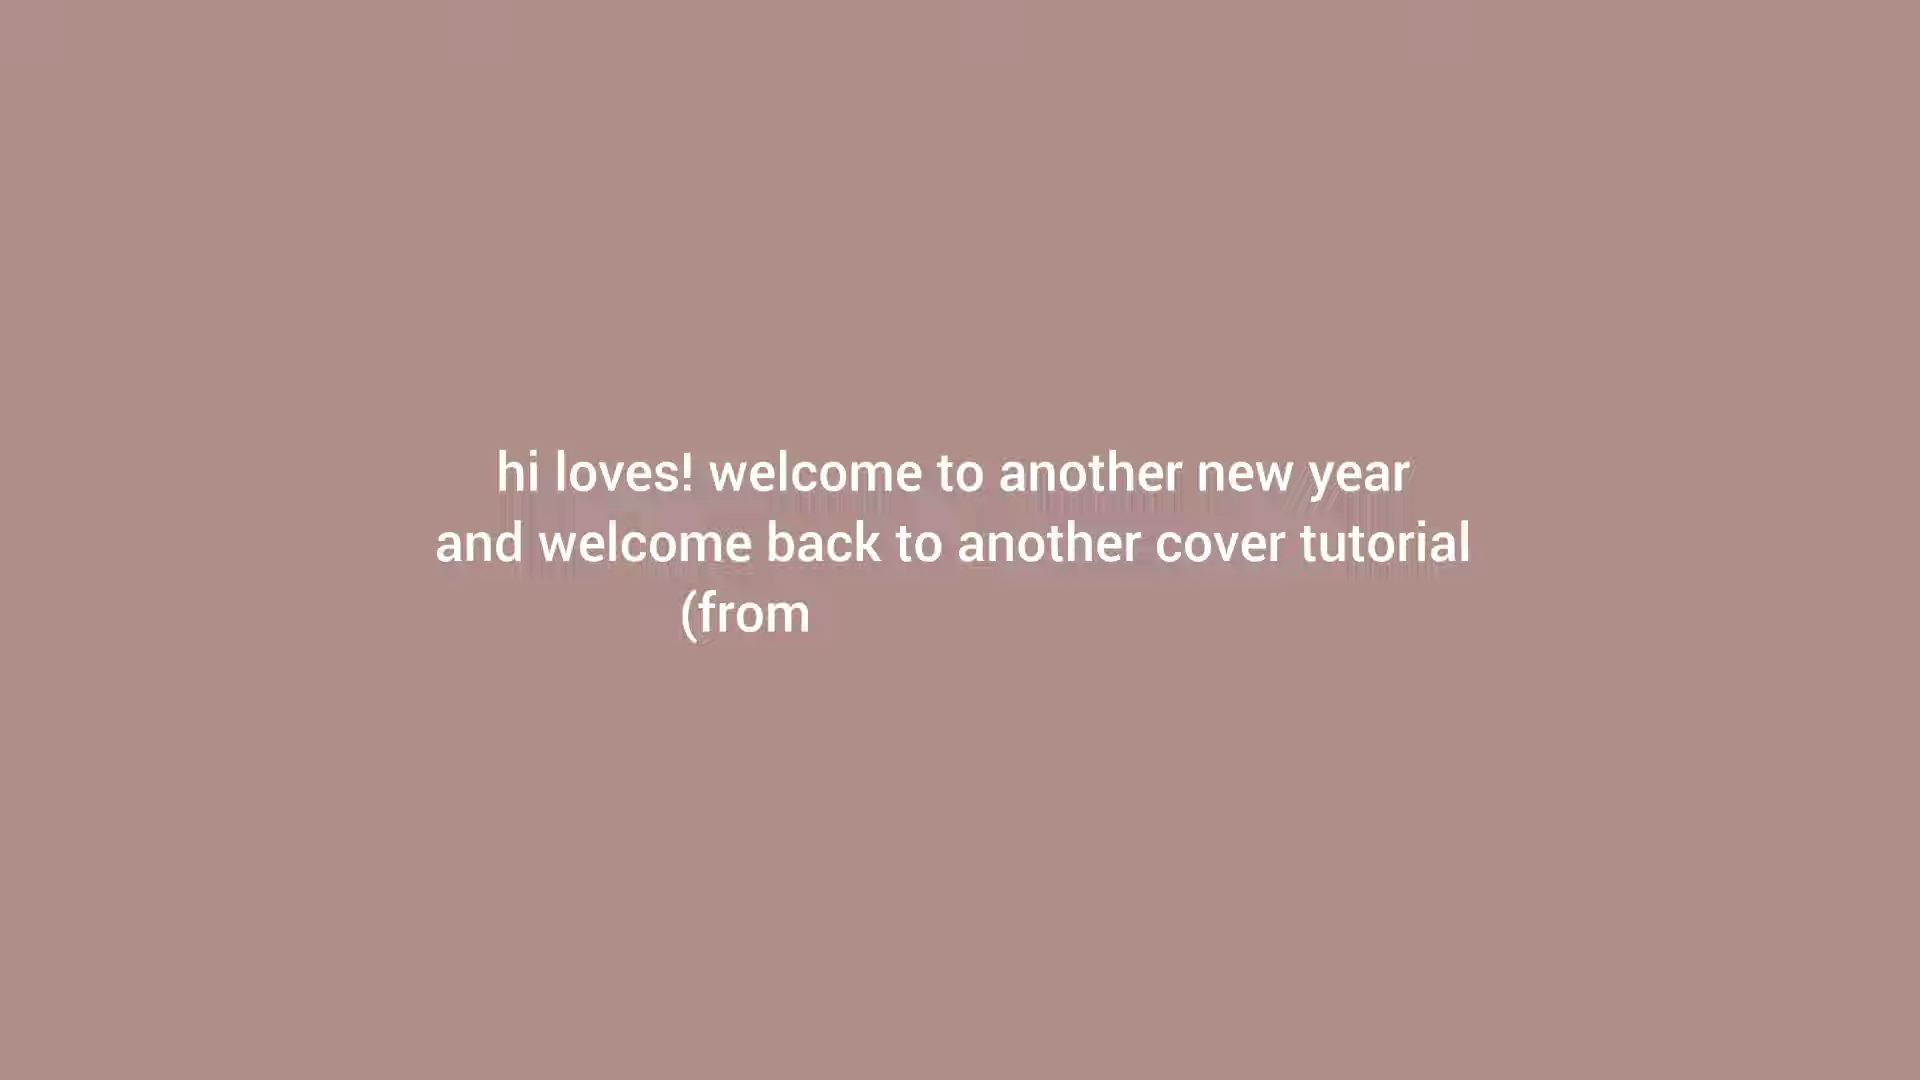 hi loves! welcome to another new year
and welcome back to another cover tutorial
(from